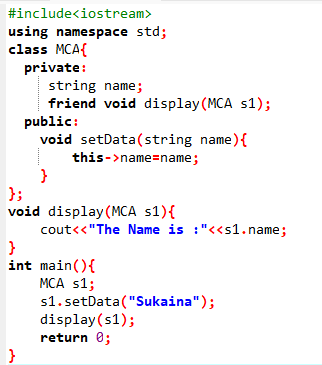 #include<iostream>
using namespace std;
class MCA{
private:
string name;
friend void display(MCA s1);
public:
void setData(string name){
this->name=name;
}
};
void display(MCA s1){
cout<<"The Name is :"<<s1.name;
}
int main(){
MCA s1;
s1.setData("Sukaina");
display(s1);
return 0;
}